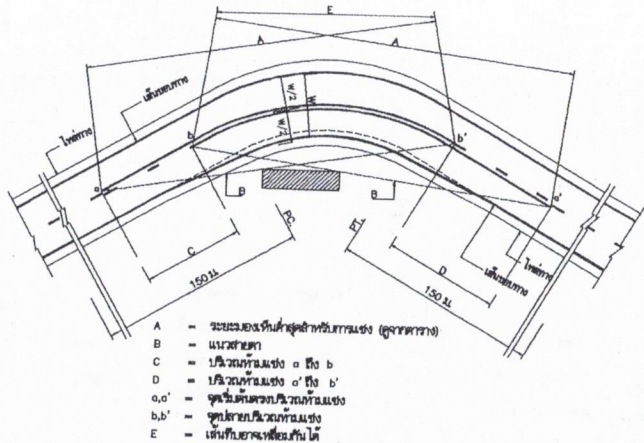 E
A
A
W/2
W
W/2
เส้นขอบทาง
ไหล่ทาง
b
b'
a
a'
B
B
PC
PT
C
D
150 ม
150 ม
ไหล่ทาง
เส้นขอบทาง
A = ระยะมองเห็นต่ำสุดสำหรับการแซง (ดูจากตาราง)
B = แนวสายตา
C = บริเวณห้ามแซง a ถึง b
D = บริเวณห้ามแซง a' ถึง b'
a,a' = จุดเริ่มต้นตรงบริเวณห้ามแซง
b,b' = จุดปลายบริเวณห้ามแซง
E = เส้นทึบอาจเหลื่อมกันได้